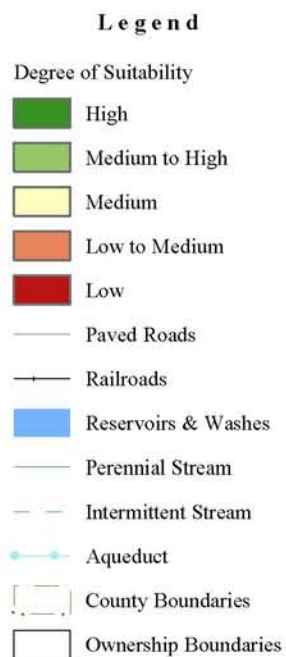 Legend
Degree of Suitability
High
Medium to High
Medium
Low to Medium
Low
Paved Roads
Railroads
Reservoirs & Washes
Perennial Stream
Intermittent Stream
Aqueduct
County Boundaries
Ownership Boundaries